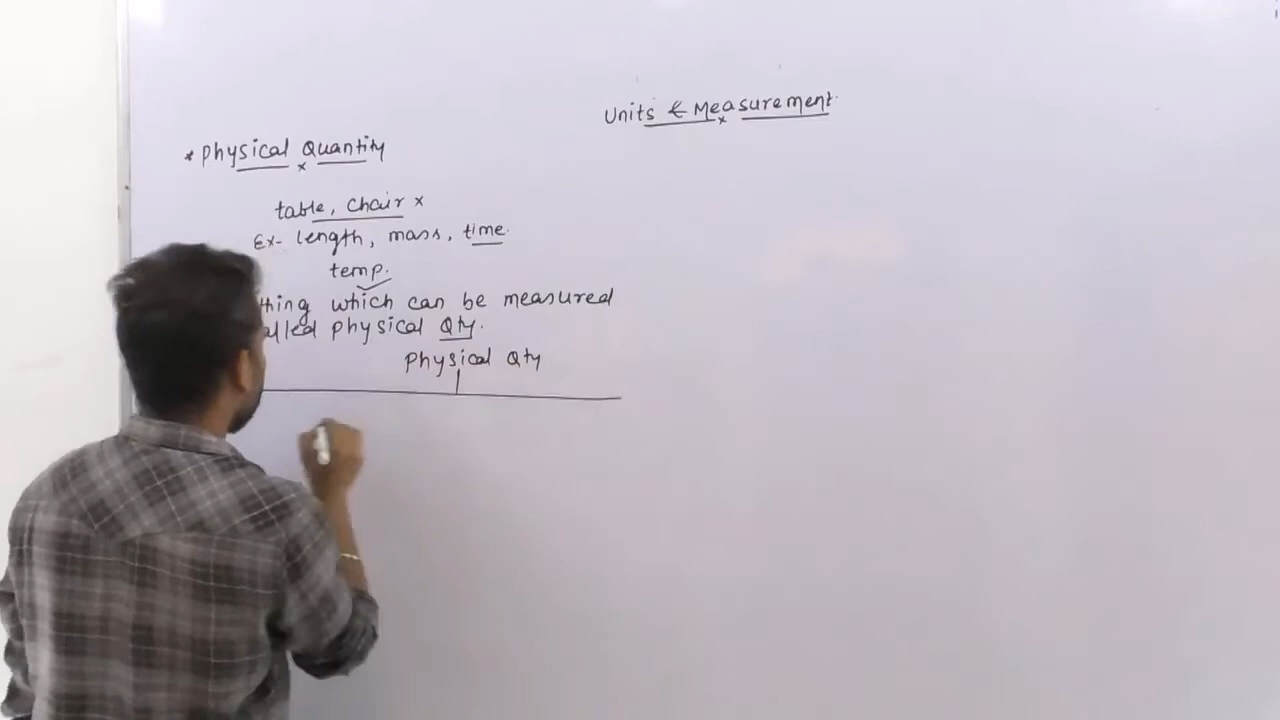 Units & Measurement
* Physical Quantity
table, chair x
Ex- length, mass, time.
temp.
thing which can be measured
alled physical Qty.
Physical Qty